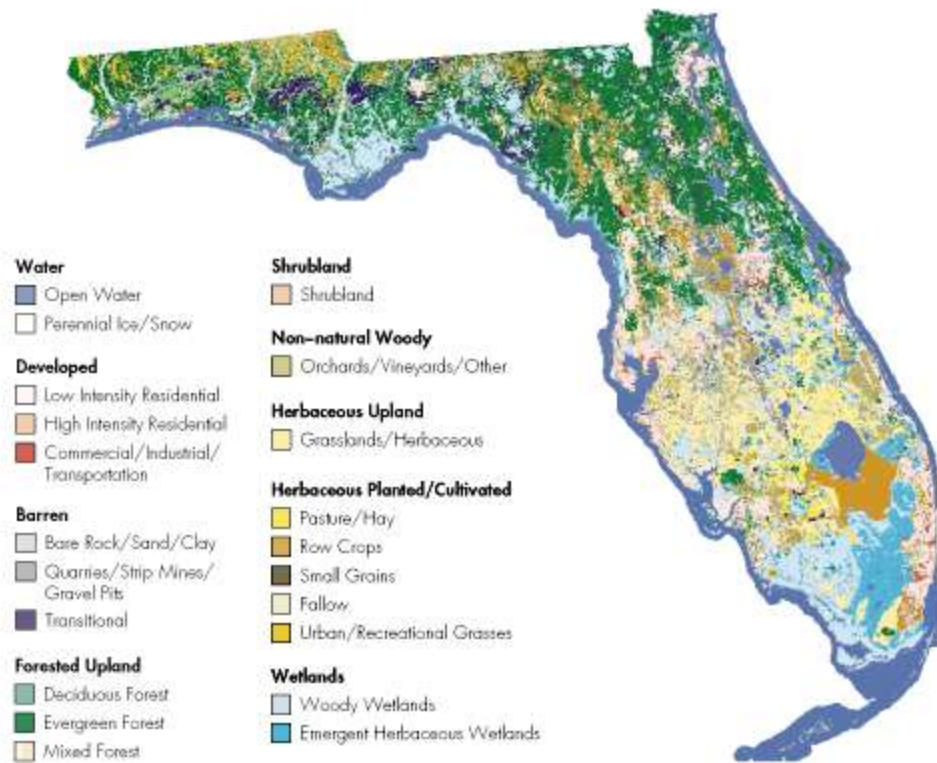 Water
Open Water
Perennial Ice/Snow
Developed
Low Intensity Residential
High Intensity Residential
Commercial/Industrial/
Transportation
Barren
Bare Rock/Sand/Clay
Quarries/Strip Mines/
Gravel Pits
Transitional
Forested Upland
Deciduous Forest
Evergreen Forest
Mixed Forest
Shrubland
Shrubland
Non–natural Woody
Orchards/Vineyards/Other
Herbaceous Upland
Grasslands/Herbaceous
Herbaceous Planted/Cultivated
Pasture/Hay
Row Crops
Small Grains
Fallow
Urban/Recreational Grasses
Wetlands
Woody Wetlands
Emergent Herbaceous Wetlands